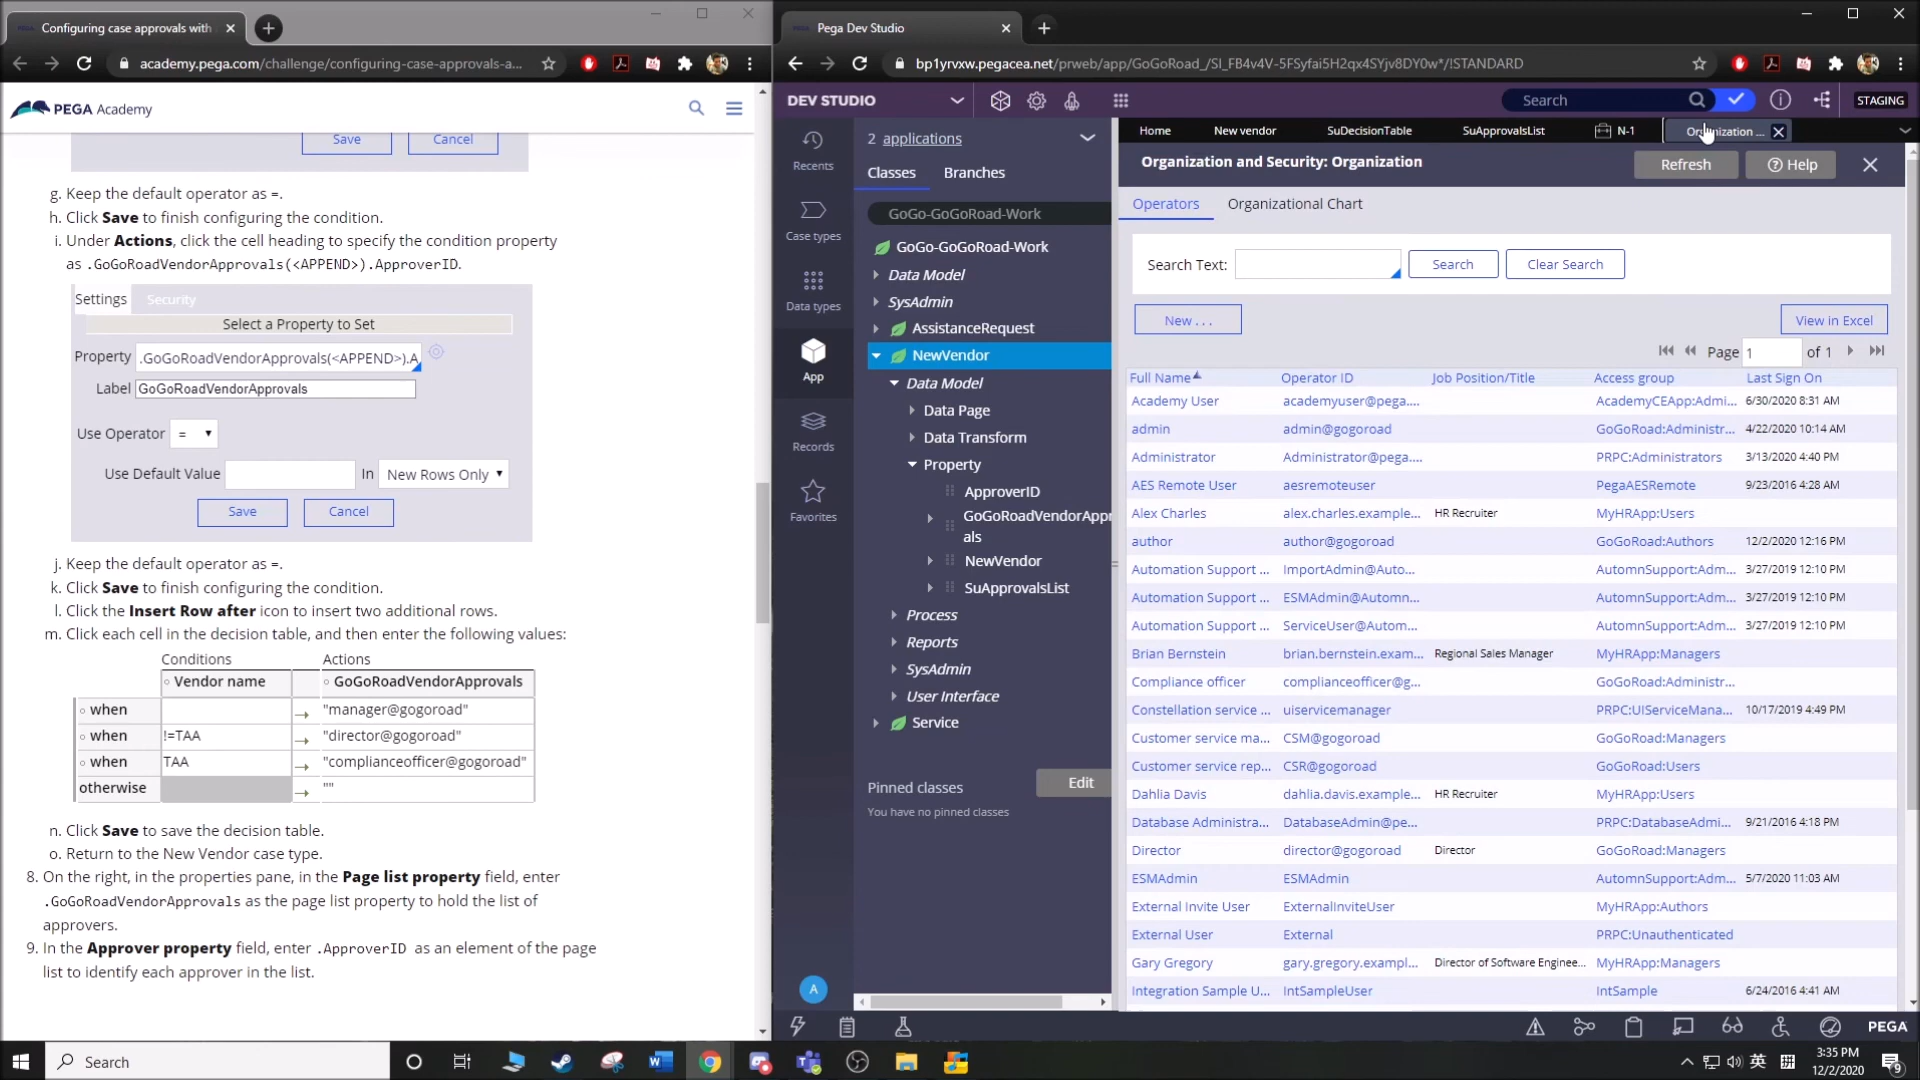 Configuring case approvals with
academy.pega.com/challenge/configuring-case-approvals-a...
PEGA Academy
Save
Cancel
g. Keep the default operator as =.
h. Click Save to finish configuring the condition.
i. Under Actions, click the cell heading to specify the condition property
as .GoGoRoadVendorApprovals(<APPEND>).ApproverID.
Settings
Security
Select a Property to Set
Property .GoGoRoadVendorApprovals(<APPEND>).A
Label GoGoRoadVendorApprovals
Use Operator =
Use Default Value In New Rows Only
Save
Cancel
j. Keep the default operator as =.
k. Click Save to finish configuring the condition.
l. Click the Insert Row after icon to insert two additional rows.
m. Click each cell in the decision table, and then enter the following values:
Conditions Actions
Vendor name GoGoRoadVendorApprovals
when "manager@gogoroad"
when !=TAA "director@gogoroad"
when TAA "complianceofficer@gogoroad"
otherwise ""
n. Click Save to save the decision table.
o. Return to the New Vendor case type.
8. On the right, in the properties pane, in the Page list property field, enter
.GoGoRoadVendorApprovals as the page list property to hold the list of
approvers.
9. In the Approver property field, enter .ApproverID as an element of the page
list to identify each approver in the list.
Pega Dev Studio
bp1yrvxw.pegacea.net/prweb/app/GoGoRoad_/SI_FB4v4V-5FSyfai5H2qx4SYjv8DY0w*/!STANDARD
DEV STUDIO
Search
STAGING
Recents
Case types
Data types
App
Records
Favorites
A
2 applications
Classes Branches
GoGo-GoGoRoad-Work
GoGo-GoGoRoad-Work
Data Model
SysAdmin
AssistanceRequest
NewVendor
Data Model
Data Page
Data Transform
Property
ApproverID
GoGoRoadVendorAppr
als
NewVendor
SuApprovalsList
Process
Reports
SysAdmin
User Interface
Service
Pinned classes
Edit
You have no pinned classes
Home New vendor SuDecisionTable SuApprovalsList N-1
Organization and Security: Organization
Refresh
Help
Operators Organizational Chart
Search Text:
Search
Clear Search
New . . .
View in Excel
Page 1 of 1
Full Name Operator ID Job Position/Title Access group Last Sign On
Academy User academyuser@pega.... AcademyCEApp:Admi... 6/30/2020 8:31 AM
admin admin@gogoroad GoGoRoad:Administr... 4/22/2020 10:14 AM
Administrator Administrator@pega.... PRPC:Administrators 3/13/2020 4:40 PM
AES Remote User aesremoteuser PegaAESRemote 9/23/2016 4:28 AM
Alex Charles alex.charles.example... HR Recruiter MyHRApp:Users
author author@gogoroad GoGoRoad:Authors 12/2/2020 12:16 PM
Automation Support ... ImportAdmin@Auto... AutomnSupport:Adm... 3/27/2019 12:10 PM
Automation Support ... ESMAdmin@Automn... AutomnSupport:Adm... 3/27/2019 12:10 PM
Automation Support ... ServiceUser@Autom... AutomnSupport:Adm... 3/27/2019 12:10 PM
Brian Bernstein brian.bernstein.exam... Regional Sales Manager MyHRApp:Managers
Compliance officer complianceofficer@g... GoGoRoad:Administr...
Constellation service ... uiservicemanager PRPC:UIServiceMana... 10/17/2019 4:49 PM
Customer service ma... CSM@gogoroad GoGoRoad:Managers
Customer service rep... CSR@gogoroad GoGoRoad:Users
Dahlia Davis dahlia.davis.example... HR Recruiter MyHRApp:Users
Database Administra... DatabaseAdmin@pe... PRPC:DatabaseAdmi... 9/21/2016 4:18 PM
Director director@gogoroad Director GoGoRoad:Managers
ESMAdmin ESMAdmin AutomnSupport:Adm... 5/7/2020 11:03 AM
External Invite User ExternalInviteUser MyHRApp:Authors
External User External PRPC:Unauthenticated
Gary Gregory gary.gregory.exampl... Director of Software Enginee... MyHRApp:Managers
Integration Sample U... IntSampleUser IntSample 6/24/2016 4:41 AM
PEGA
Search
英
3:35 PM
12/2/2020
9